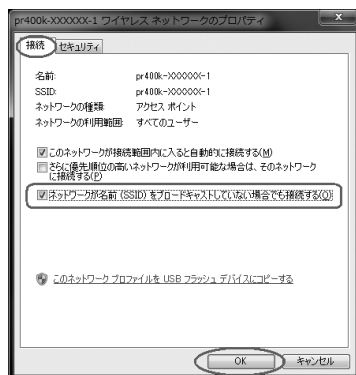 pr400k-XXXXXX-1 ワイヤレス ネットワークのプロパティ
接続 セキュリティ
名前: pr400k-XXXXXX-1
SSID: pr400k-XXXXXX-1
ネットワークの種類: アクセス ポイント
ネットワークの利用範囲: すべてのユーザー
このネットワークが接続範囲内に入ると自動的に接続する(M)
さらに優先順位の高いネットワークが利用可能な場合は、そのネットワーク
に接続する(P)
ネットワークが名前 (SSID) をブロードキャストしていない場合でも接続する(O)
このネットワーク プロファイルを USB フラッシュ デバイスにコピーする
OK キャンセル